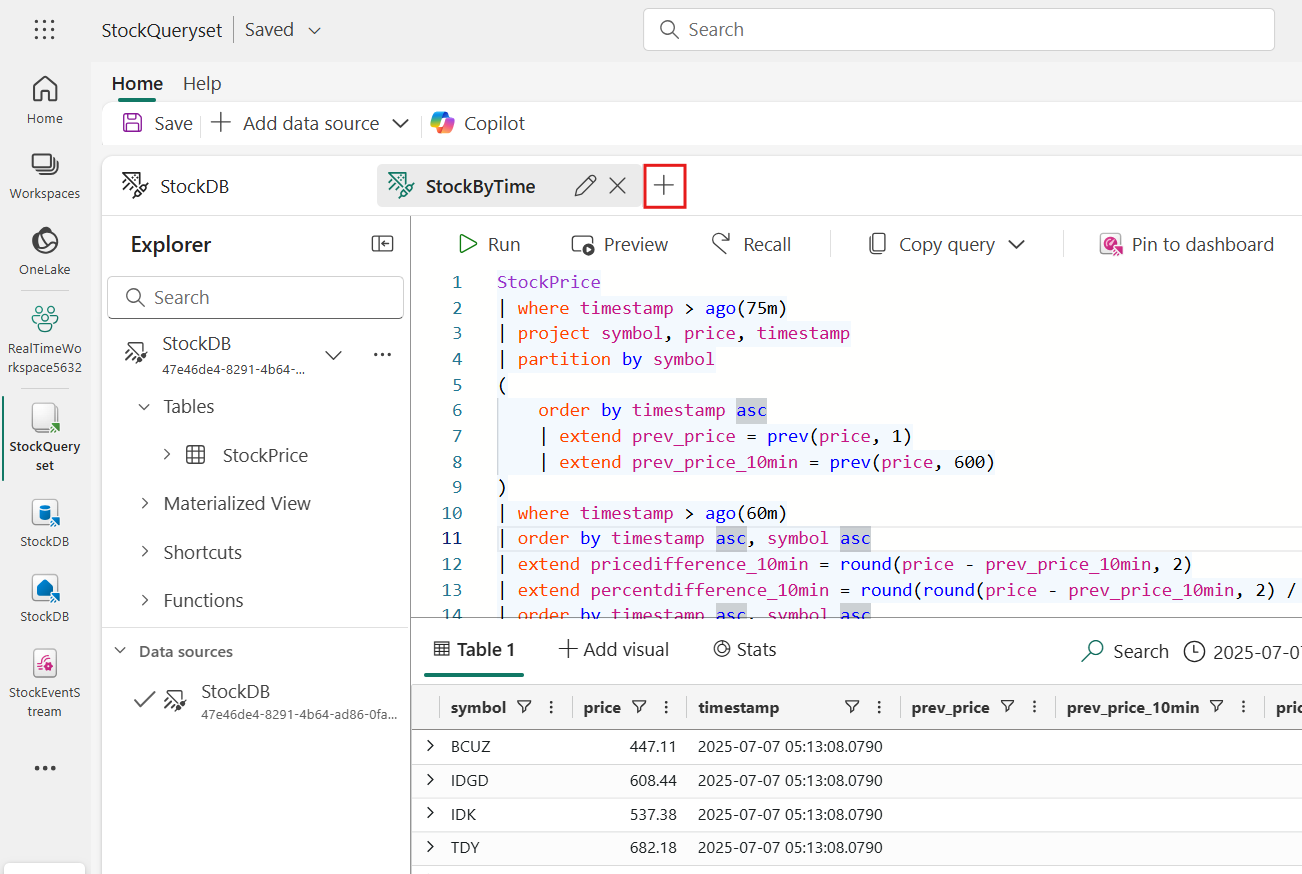 StockQueryset Saved
Search
Home Help
Save Add data source Copilot
Home
Workspaces
OneLake
RealTimeWo
rkspace5632
StockQuery
set
StockDB
StockDB
StockEventS
tream
StockDB
StockByTime
Explorer
Search
StockDB
47e46de4-8291-4b64-...
Tables
StockPrice
Materialized View
Shortcuts
Functions
Data sources
StockDB
47e46de4-8291-4b64-ad86-0fa...
Run Preview Recall Copy query Pin to dashboard
1 StockPrice
2 | where timestamp > ago(75m)
3 | project symbol, price, timestamp
4 | partition by symbol
5 (
6 order by timestamp asc
7 | extend prev_price = prev(price, 1)
8 | extend prev_price_10min = prev(price, 600)
9 )
10 | where timestamp > ago(60m)
11 | order by timestamp asc, symbol asc
12 | extend pricedifference_10min = round(price - prev_price_10min, 2)
13 | extend percentdifference_10min = round(round(price - prev_price_10min, 2) /
14 | order by timestamp asc, symbol asc
Table 1 Add visual Stats Search 2025-07-0
symbol price timestamp prev_price prev_price_10min pric
BCUZ 447.11 2025-07-07 05:13:08.0790
IDGD 608.44 2025-07-07 05:13:08.0790
IDK 537.38 2025-07-07 05:13:08.0790
TDY 682.18 2025-07-07 05:13:08.0790